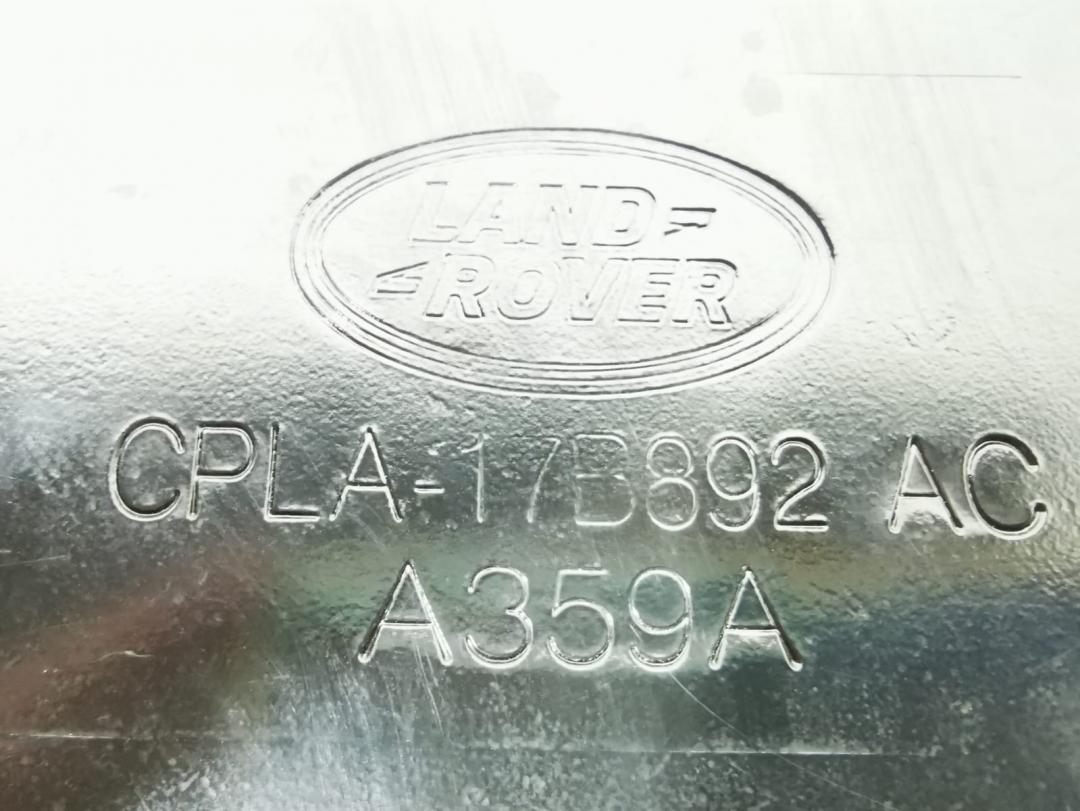 LAND
ROVER
CPLA-17B892 AC
A359A